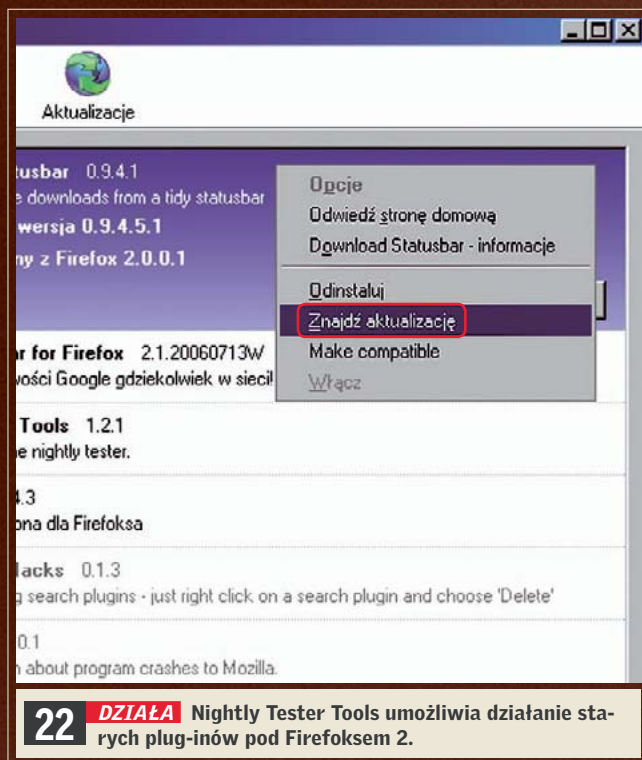 Aktualizacje
tusbar 0.9.4.1
e downloads from a tidy statusbar
wersja 0.9.4.5.1
ny z Firefox 2.0.0.1
Opcje
Odwiedź stronę domową
Download Statusbar - informacje
Odinstaluj
Znajdź aktualizację
Make compatible
Włącz
ar for Firefox 2.1.20060713W
vości Google gdziekolwiek w sieci!
Tools 1.2.1
ne nightly tester.
4.3
ona dla Firefoksa
lacks 0.1.3
g search plugins - just right click on a search plugin and choose 'Delete'
0.1
n about program crashes to Mozilla.
22 DZIAŁA Nightly Tester Tools umożliwia działanie sta-
rych plug-inów pod Firefoksem 2.